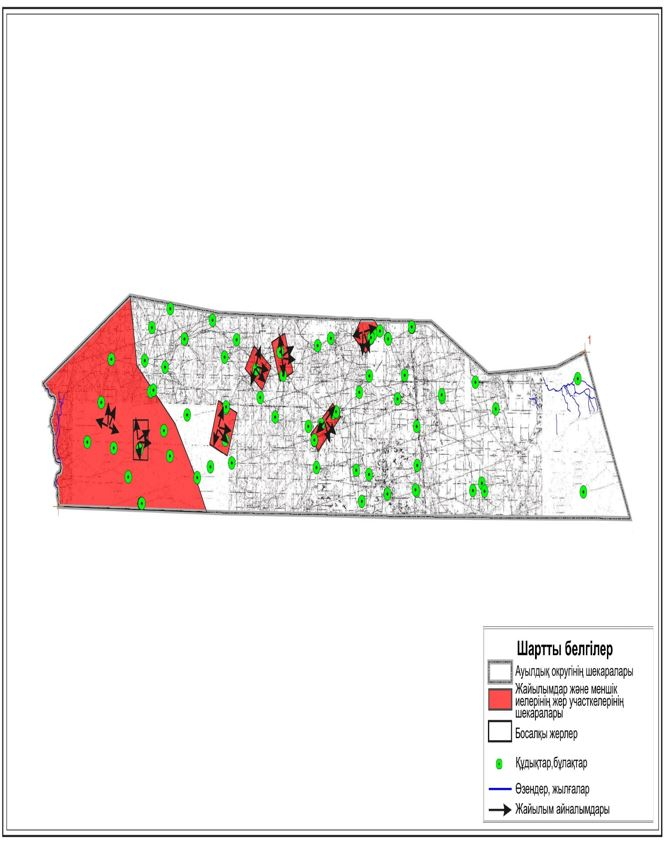 1
Шартты белгілер
Ауылдық округінің шекаралары
Жайылымдар және меншік
иелерінің жер участкелерінің
шекаралары
Босалқы жерлер
Құдықтар,бұлақтар
Өзендер, жылғалар
Жайылым айналымдары